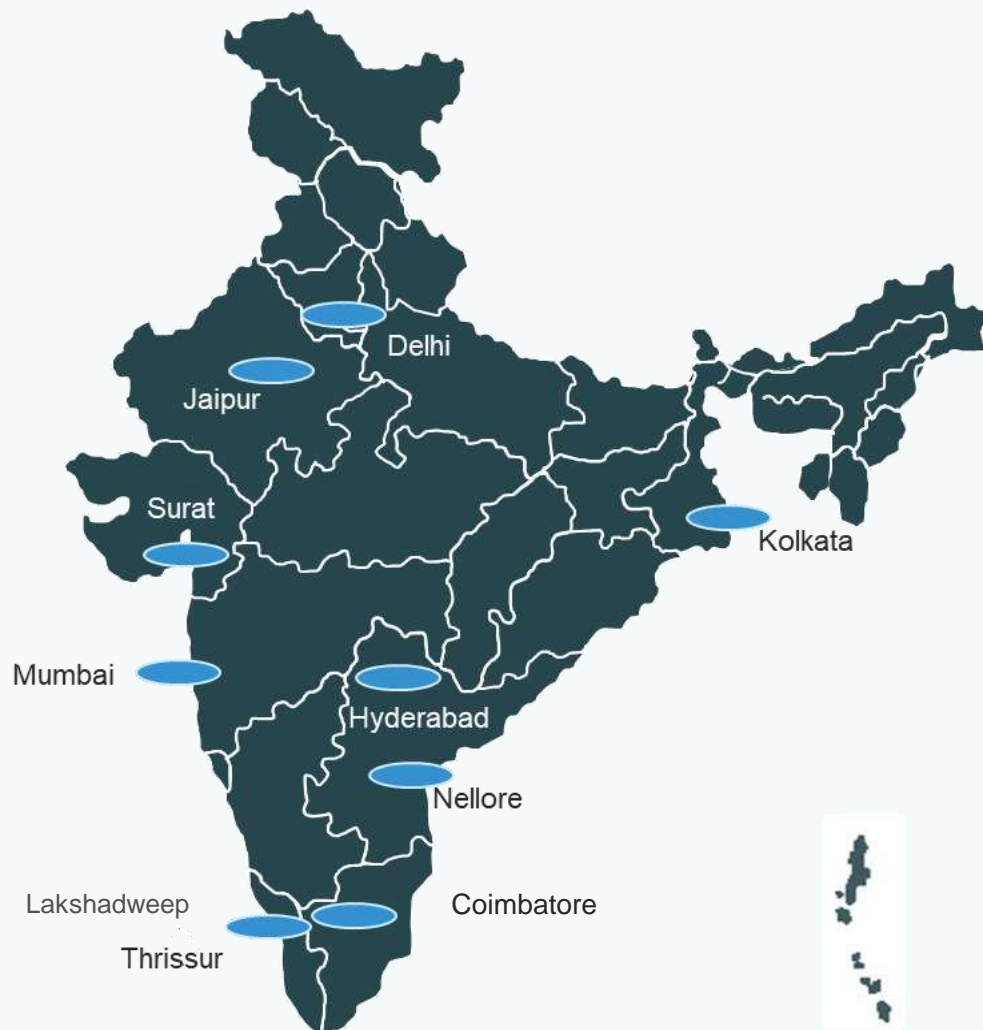 Delhi
Jaipur
Surat
Kolkata
Mumbai
Hyderabad
Nellore
Lakshadweep
Coimbatore
Thrissur